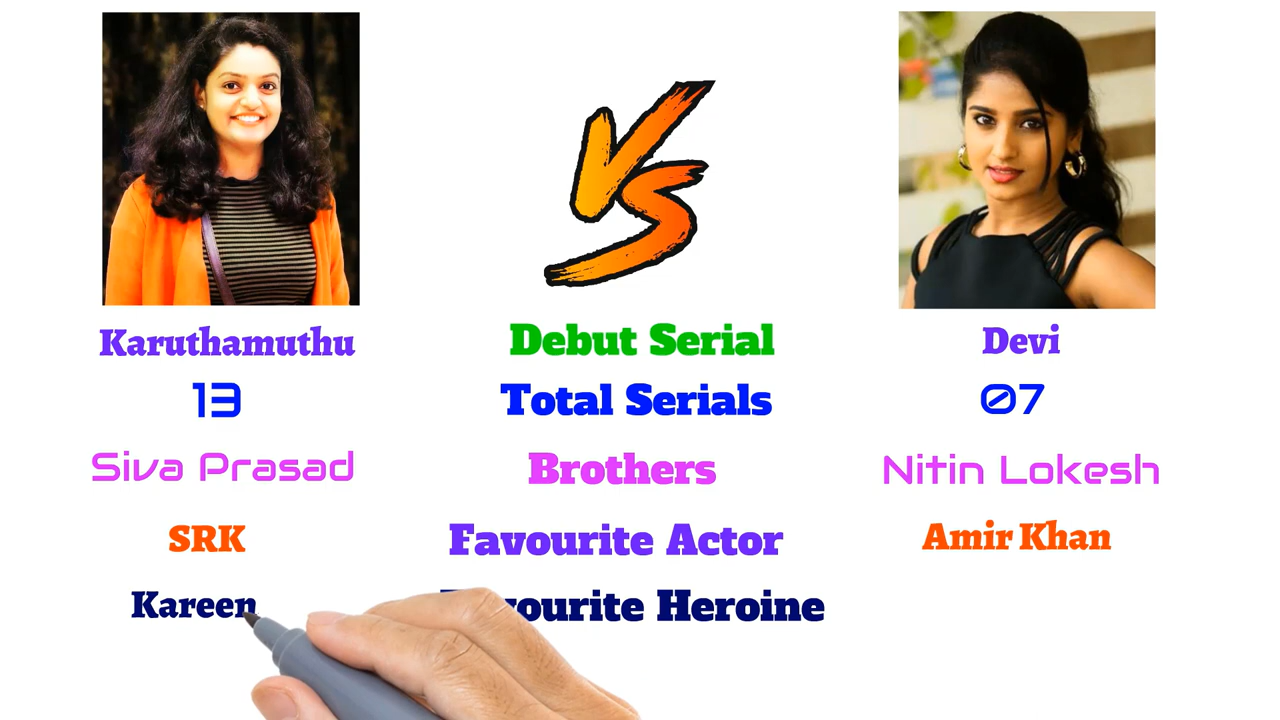 VS
Karuthamuthu Debut Serial Devi
13 Total Serials 07
Siva Prasad Brothers Nitin Lokesh
SRK Favourite Actor Amir Khan
Kareen Heroine